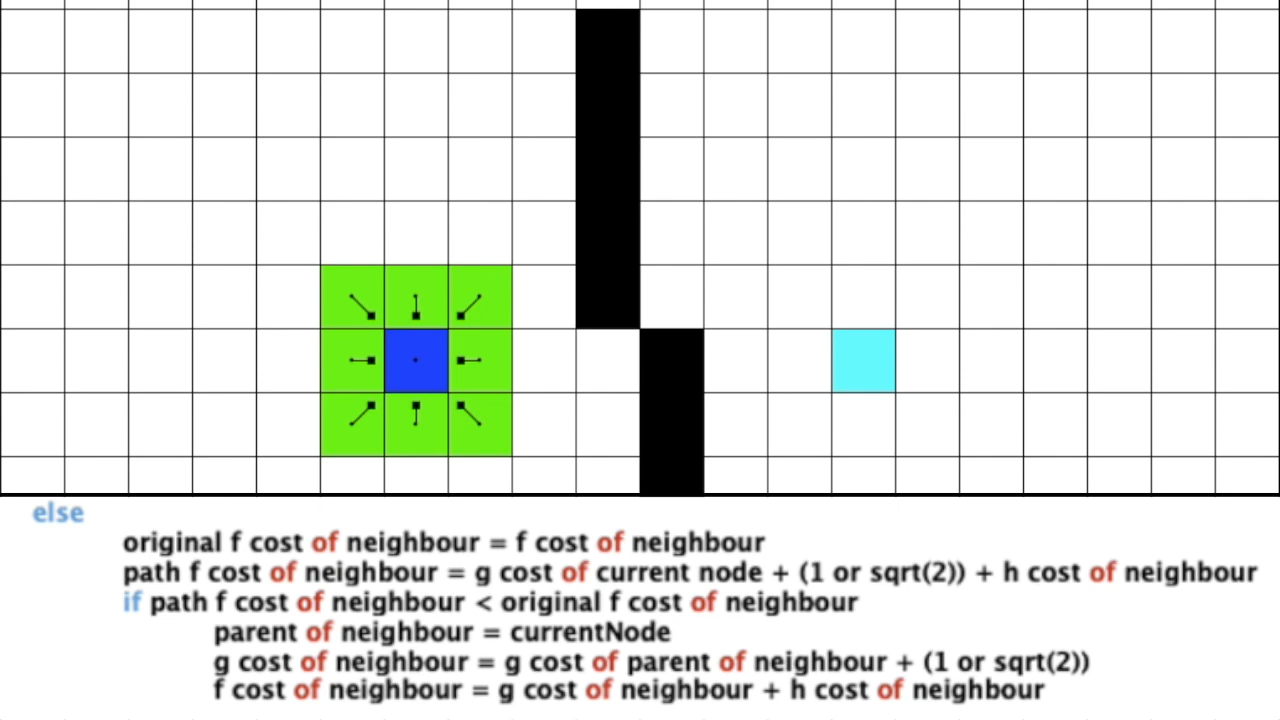 else
original f cost of neighbour = f cost of neighbour
path f cost of neighbour = g cost of current node + (1 or sqrt(2)) + h cost of neighbour
if path f cost of neighbour < original f cost of neighbour
parent of neighbour = currentNode
g cost of neighbour = g cost of parent of neighbour + (1 or sqrt(2))
f cost of neighbour = g cost of neighbour + h cost of neighbour